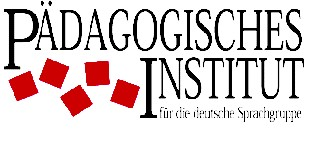 PÄDAGOGISCHES
INSTITUT
für die deutsche Sprachgruppe